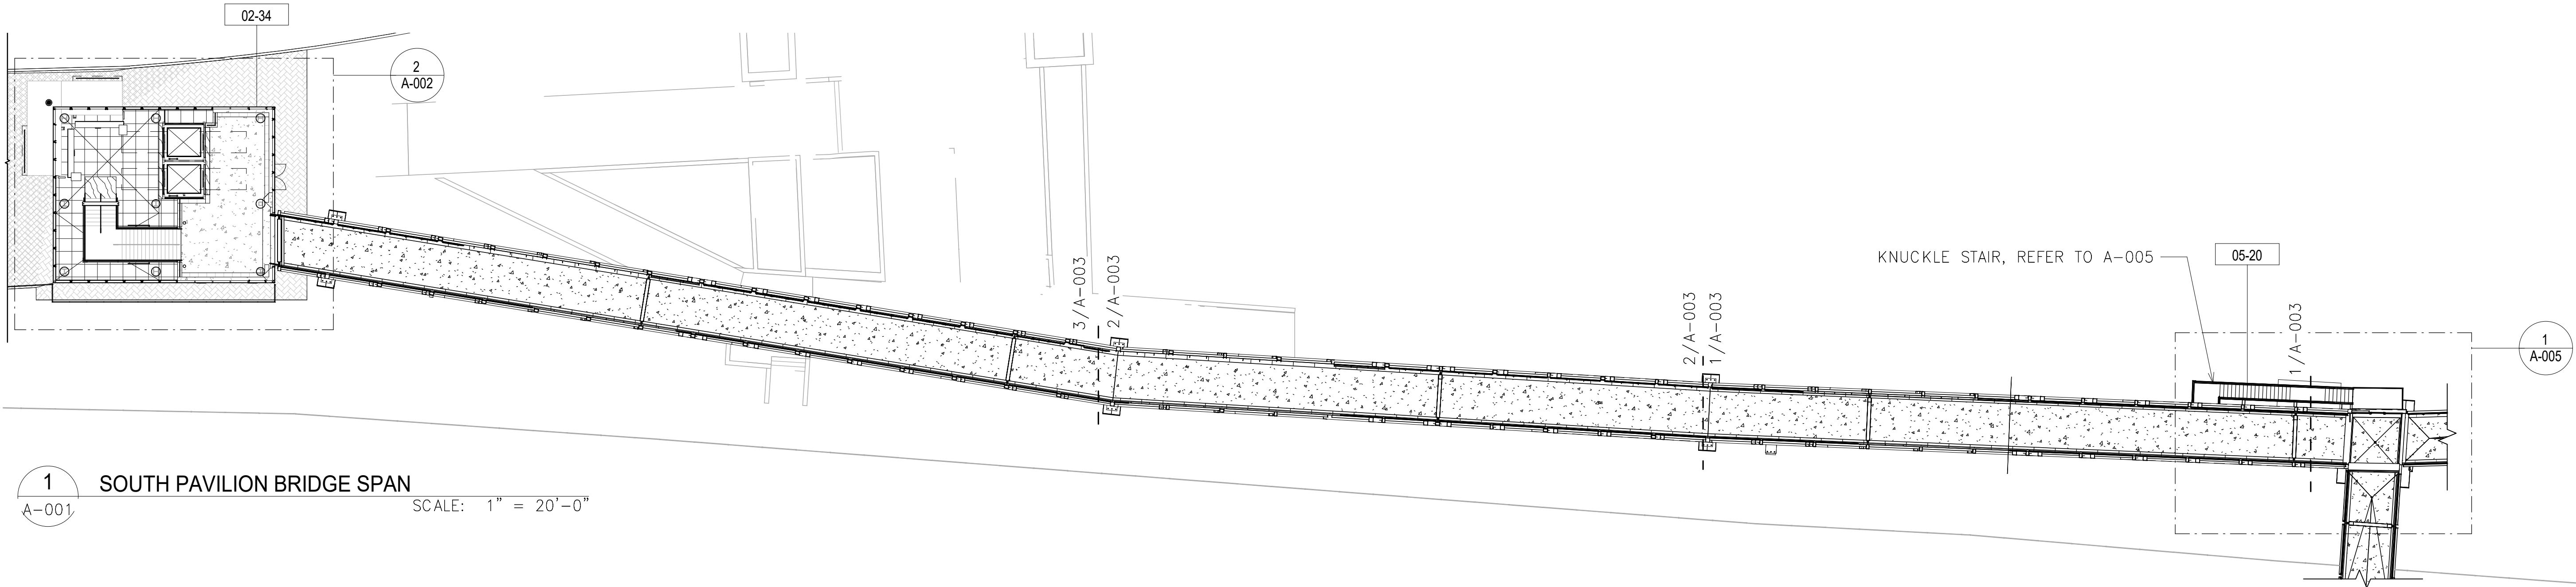 02-34
2
A-002
3/A-003
2/A-003
2/A-003
1/A-003
KNUCKLE STAIR, REFER TO A-005
05-20
1/A-003
1
A-005
1
A-001
SOUTH PAVILION BRIDGE SPAN
SCALE: 1" = 20'-0"